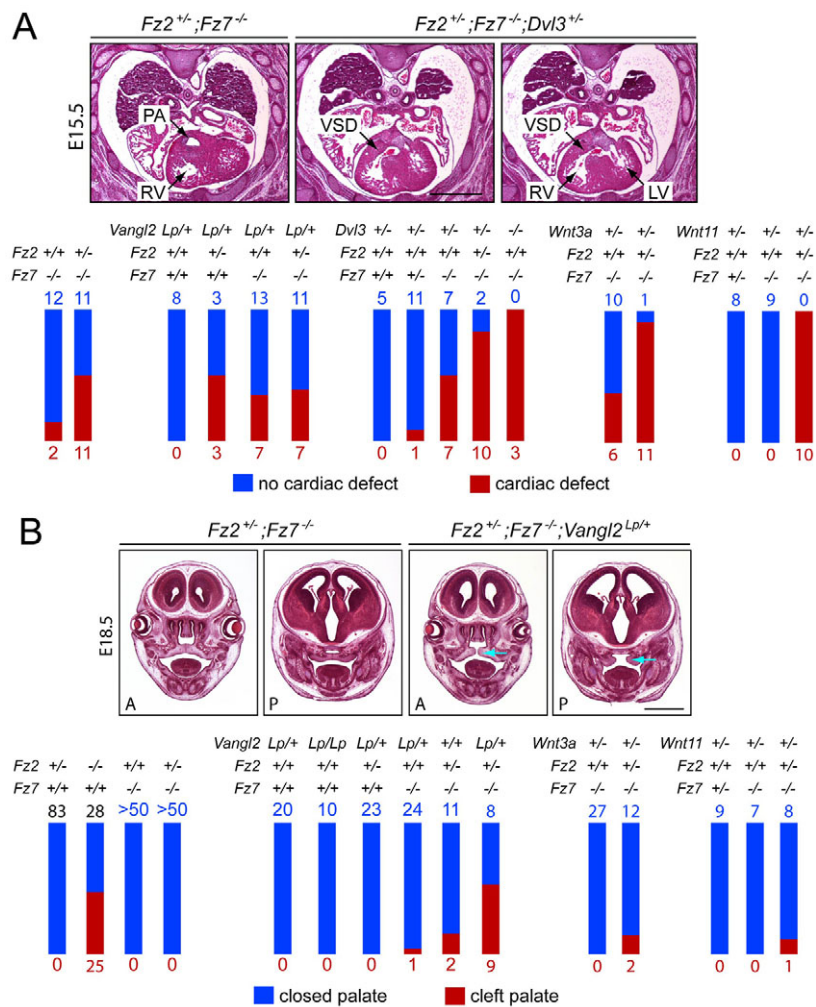 A
Fz2+/-;Fz7-/-
Fz2+/-;Fz7-/-;Dvl3+/-
E15.5
PA
RV
VSD
VSD
RV
LV
Vangl2 Lp/+ Lp/+ Lp/+ Lp/+
Dvl3 +/- +/- +/- +/- -/-
Wnt3a +/- +/-
Wnt11 +/- +/- +/-
Fz2 +/+ +/-
Fz2 +/+ +/- +/+ +/-
Fz2 +/+ +/+ +/+ +/- +/+
Fz2 +/+ +/-
Fz2 +/+ +/+ +/-
Fz7 -/- -/-
Fz7 +/+ +/+ -/- -/-
Fz7 +/+ +/- -/- -/- +/+
Fz7 -/- -/-
Fz7 +/- -/- -/-
12 11
8 3 13 11
5 11 7 2 0
10 1
8 9 0
2 11
0 3 7 7
0 1 7 10 3
6 11
0 0 10
no cardiac defect
cardiac defect
B
Fz2+/-;Fz7-/-
Fz2+/-;Fz7-/-;Vangl2Lp/+
E18.5
A
P
A
P
Vangl2 Lp/+ Lp/Lp Lp/+ Lp/+ +/+ Lp/+
Wnt3a +/- +/-
Wnt11 +/- +/- +/-
Fz2 +/- -/- +/+ +/-
Fz2 +/+ +/+ +/- +/+ +/- +/-
Fz2 +/+ +/-
Fz2 +/+ +/+ +/-
Fz7 +/+ +/+ -/- -/-
Fz7 +/+ +/+ +/+ -/- -/- -/-
Fz7 -/- -/-
Fz7 +/- -/- -/-
83 28 >50 >50
20 10 23 24 11 8
27 12
9 7 8
0 25 0 0
0 0 0 1 2 9
0 2
0 0 1
closed palate
cleft palate